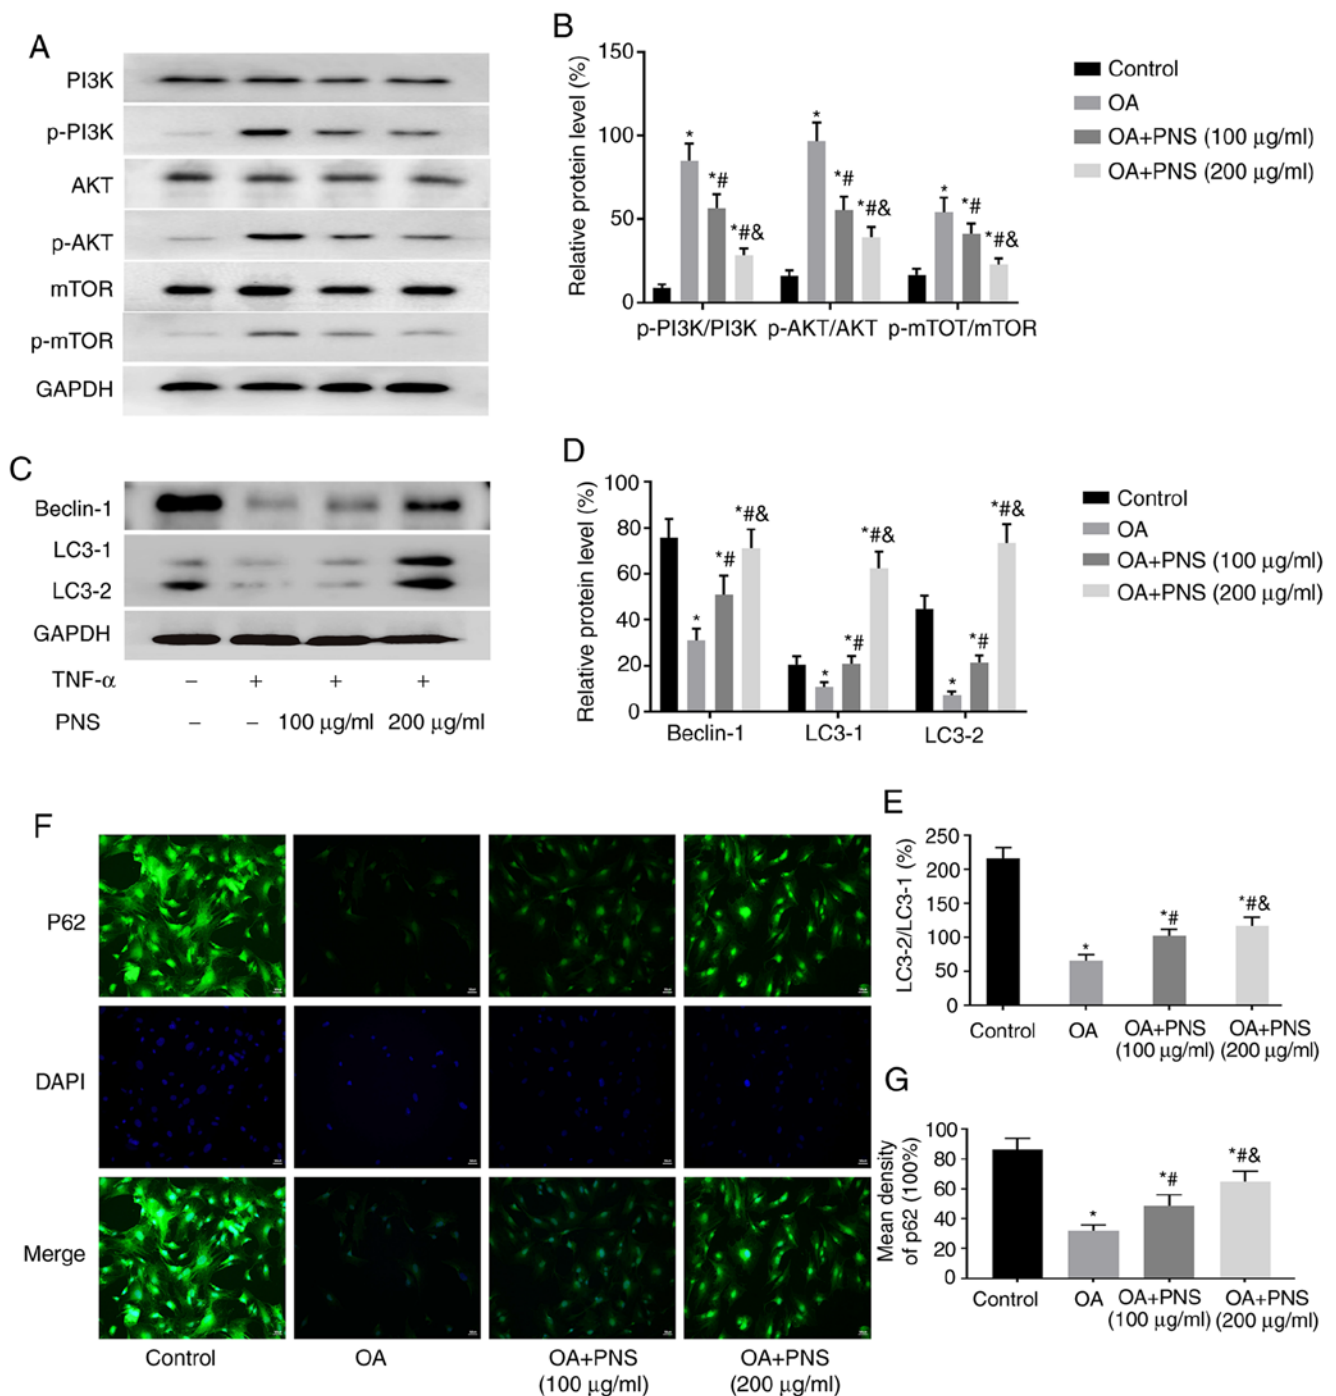 A
PI3K
p-PI3K
AKT
p-AKT
mTOR
p-mTOR
GAPDH
B
Relative protein level (%)
150
100
50
0
* *# *#&
* *# *#&
* *# *#&
p-PI3K/PI3K p-AKT/AKT p-mTOT/mTOR
Control
OA
OA+PNS (100 μg/ml)
OA+PNS (200 μg/ml)
C
Beclin-1
LC3-1
LC3-2
GAPDH
TNF-α – + + +
PNS – – 100 μg/ml 200 μg/ml
D
Relative protein level (%)
100
80
60
40
20
0
* *# *#&
* *# *#&
* *# *#&
Beclin-1 LC3-1 LC3-2
Control
OA
OA+PNS (100 μg/ml)
OA+PNS (200 μg/ml)
E
LC3-2/LC3-1 (%)
250
200
150
100
50
0
* *# *#&
Control OA OA+PNS OA+PNS
(100 μg/ml) (200 μg/ml)
F
P62
DAPI
Merge
Control OA OA+PNS OA+PNS
(100 μg/ml) (200 μg/ml)
G
Mean density
of p62 (100%)
100
80
60
40
20
0
* *# *#&
Control OA OA+PNS OA+PNS
(100 μg/ml) (200 μg/ml)